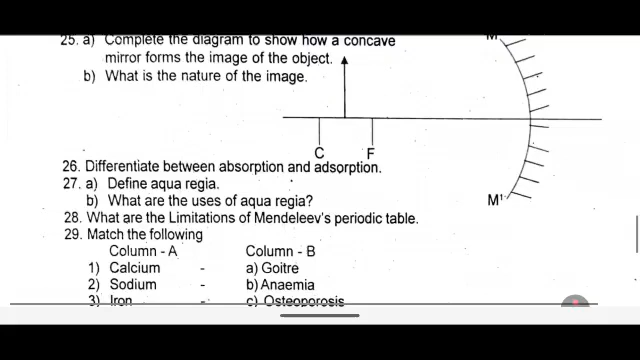 25. a) Complete the diagram to show how a concave
mirror forms the image of the object.
b) What is the nature of the image.
M
C F
M'
26. Differentiate between absorption and adsorption.
27. a) Define aqua regia.
b) What are the uses of aqua regia?
28. What are the Limitations of Mendeleev's periodic table.
29. Match the following
Column - A Column - B
1) Calcium - a) Goitre
2) Sodium - b) Anaemia
3) Iron - c) Osteoporosis